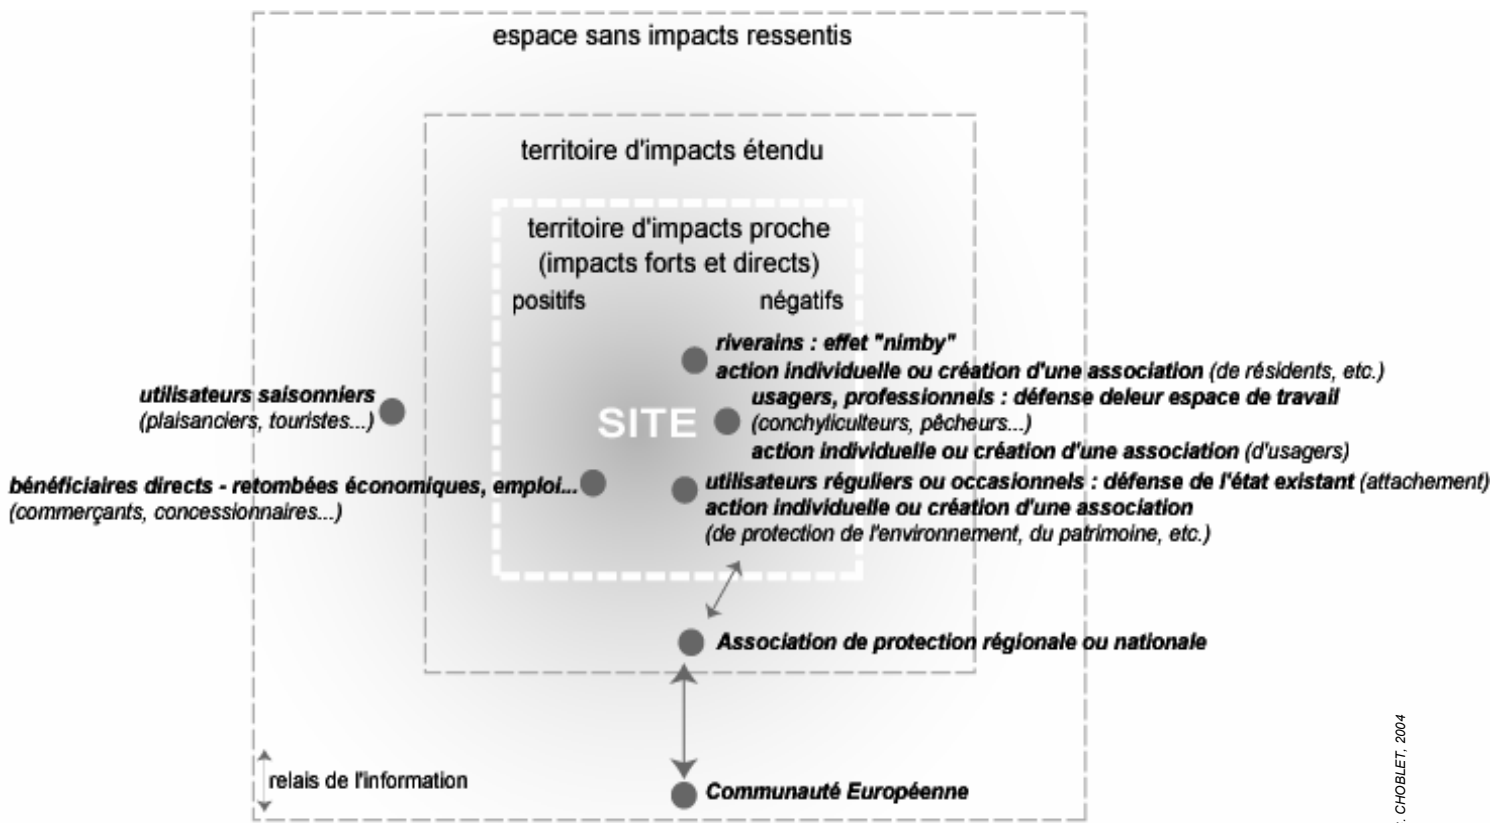 espace sans impacts ressentis
territoire d'impacts étendu
territoire d'impacts proche
(impacts forts et directs)
positifs
négatifs
riverains : effet "nimby"
action individuelle ou création d'une association (de résidents, etc.)
utilisateurs saisonniers
(plaisanciers, touristes...)
SITE
usagers, professionnels : défense deleur espace de travail
(conchyliculteurs, pêcheurs...)
action individuelle ou création d'une association (d'usagers)
bénéficiaires directs - retombées économiques, emploi...
(commerçants, concessionnaires...)
utilisateurs réguliers ou occasionnels : défense de l'état existant (attachement)
action individuelle ou création d'une association
(de protection de l'environnement, du patrimoine, etc.)
Association de protection régionale ou nationale
relais de l'information
Communauté Européenne
CHOBLET, 2004